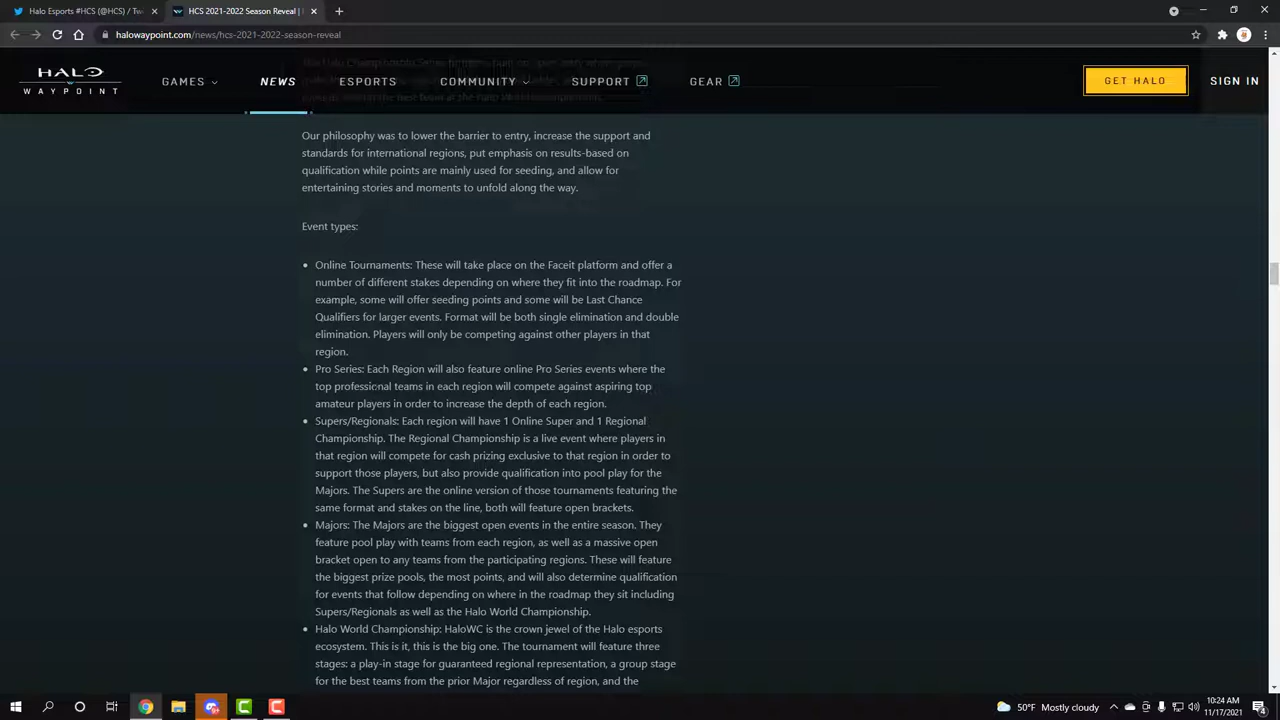 Halo Esports #HCS (@HCS) / Tw
HCS 2021-2022 Season Reveal |
halowaypoint.com/news/hcs-2021-2022-season-reveal
HALO
WAYPOINT
GAMES
NEWS
ESPORTS
COMMUNITY
SUPPORT
GEAR
GET HALO
SIGN IN
Our philosophy was to lower the barrier to entry, increase the support and
standards for international regions, put emphasis on results-based on
qualification while points are mainly used for seeding, and allow for
entertaining stories and moments to unfold along the way.
Event types:
Online Tournaments: These will take place on the Faceit platform and offer a
number of different stakes depending on where they fit into the roadmap. For
example, some will offer seeding points and some will be Last Chance
Qualifiers for larger events. Format will be both single elimination and double
elimination. Players will only be competing against other players in that
region.
Pro Series: Each Region will also feature online Pro Series events where the
top professional teams in each region will compete against aspiring top
amateur players in order to increase the depth of each region.
Supers/Regionals: Each region will have 1 Online Super and 1 Regional
Championship. The Regional Championship is a live event where players in
that region will compete for cash prizing exclusive to that region in order to
support those players, but also provide qualification into pool play for the
Majors. The Supers are the online version of those tournaments featuring the
same format and stakes on the line, both will feature open brackets.
Majors: The Majors are the biggest open events in the entire season. They
feature pool play with teams from each region, as well as a massive open
bracket open to any teams from the participating regions. These will feature
the biggest prize pools, the most points, and will also determine qualification
for events that follow depending on where in the roadmap they sit including
Supers/Regionals as well as the Halo World Championship.
Halo World Championship: HaloWC is the crown jewel of the Halo esports
ecosystem. This is it, this is the big one. The tournament will feature three
stages: a play-in stage for guaranteed regional representation, a group stage
for the best teams from the prior Major regardless of region, and the
50°F Mostly cloudy
10:24 AM
11/17/2021
4